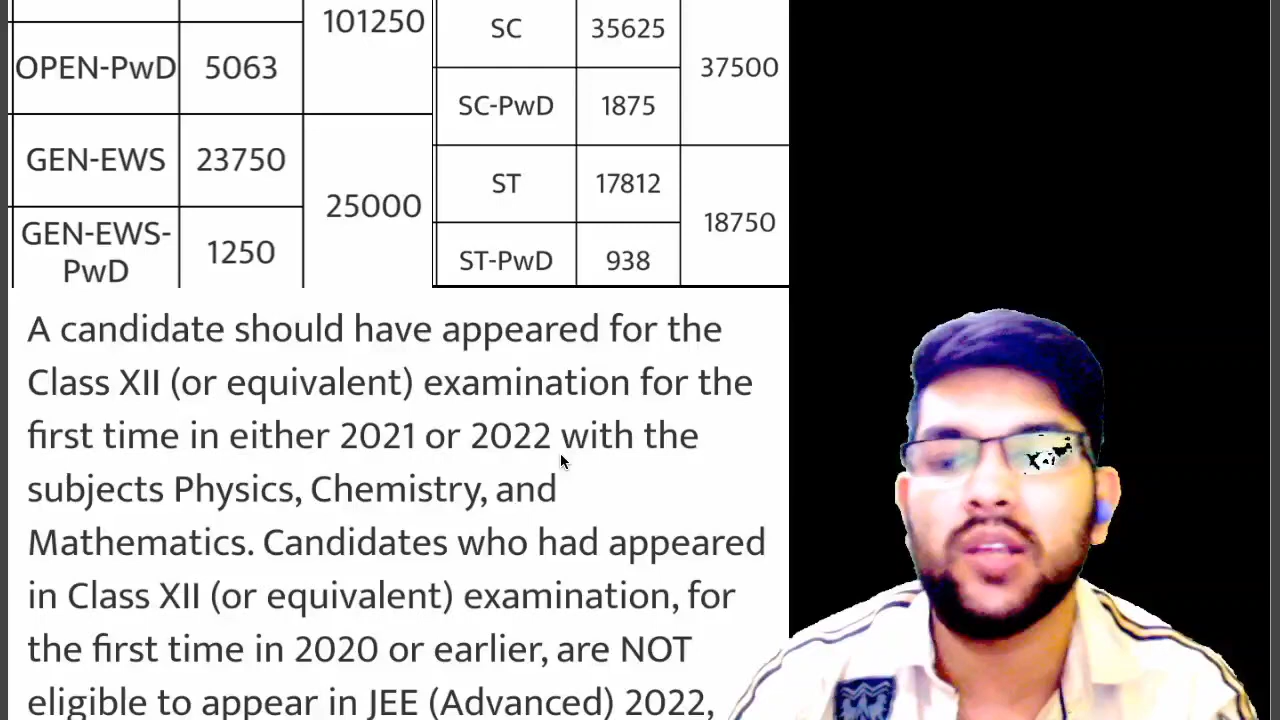 101250
OPEN-PwD 5063
GEN-EWS 23750
25000
GEN-EWS-
PwD 1250
SC 35625
37500
SC-PwD 1875
ST 17812
18750
ST-PwD 938
A candidate should have appeared for the
Class XII (or equivalent) examination for the
first time in either 2021 or 2022 with the
subjects Physics, Chemistry, and
Mathematics. Candidates who had appeared
in Class XII (or equivalent) examination, for
the first time in 2020 or earlier, are NOT
eligible to appear in JEE (Advanced) 2022,